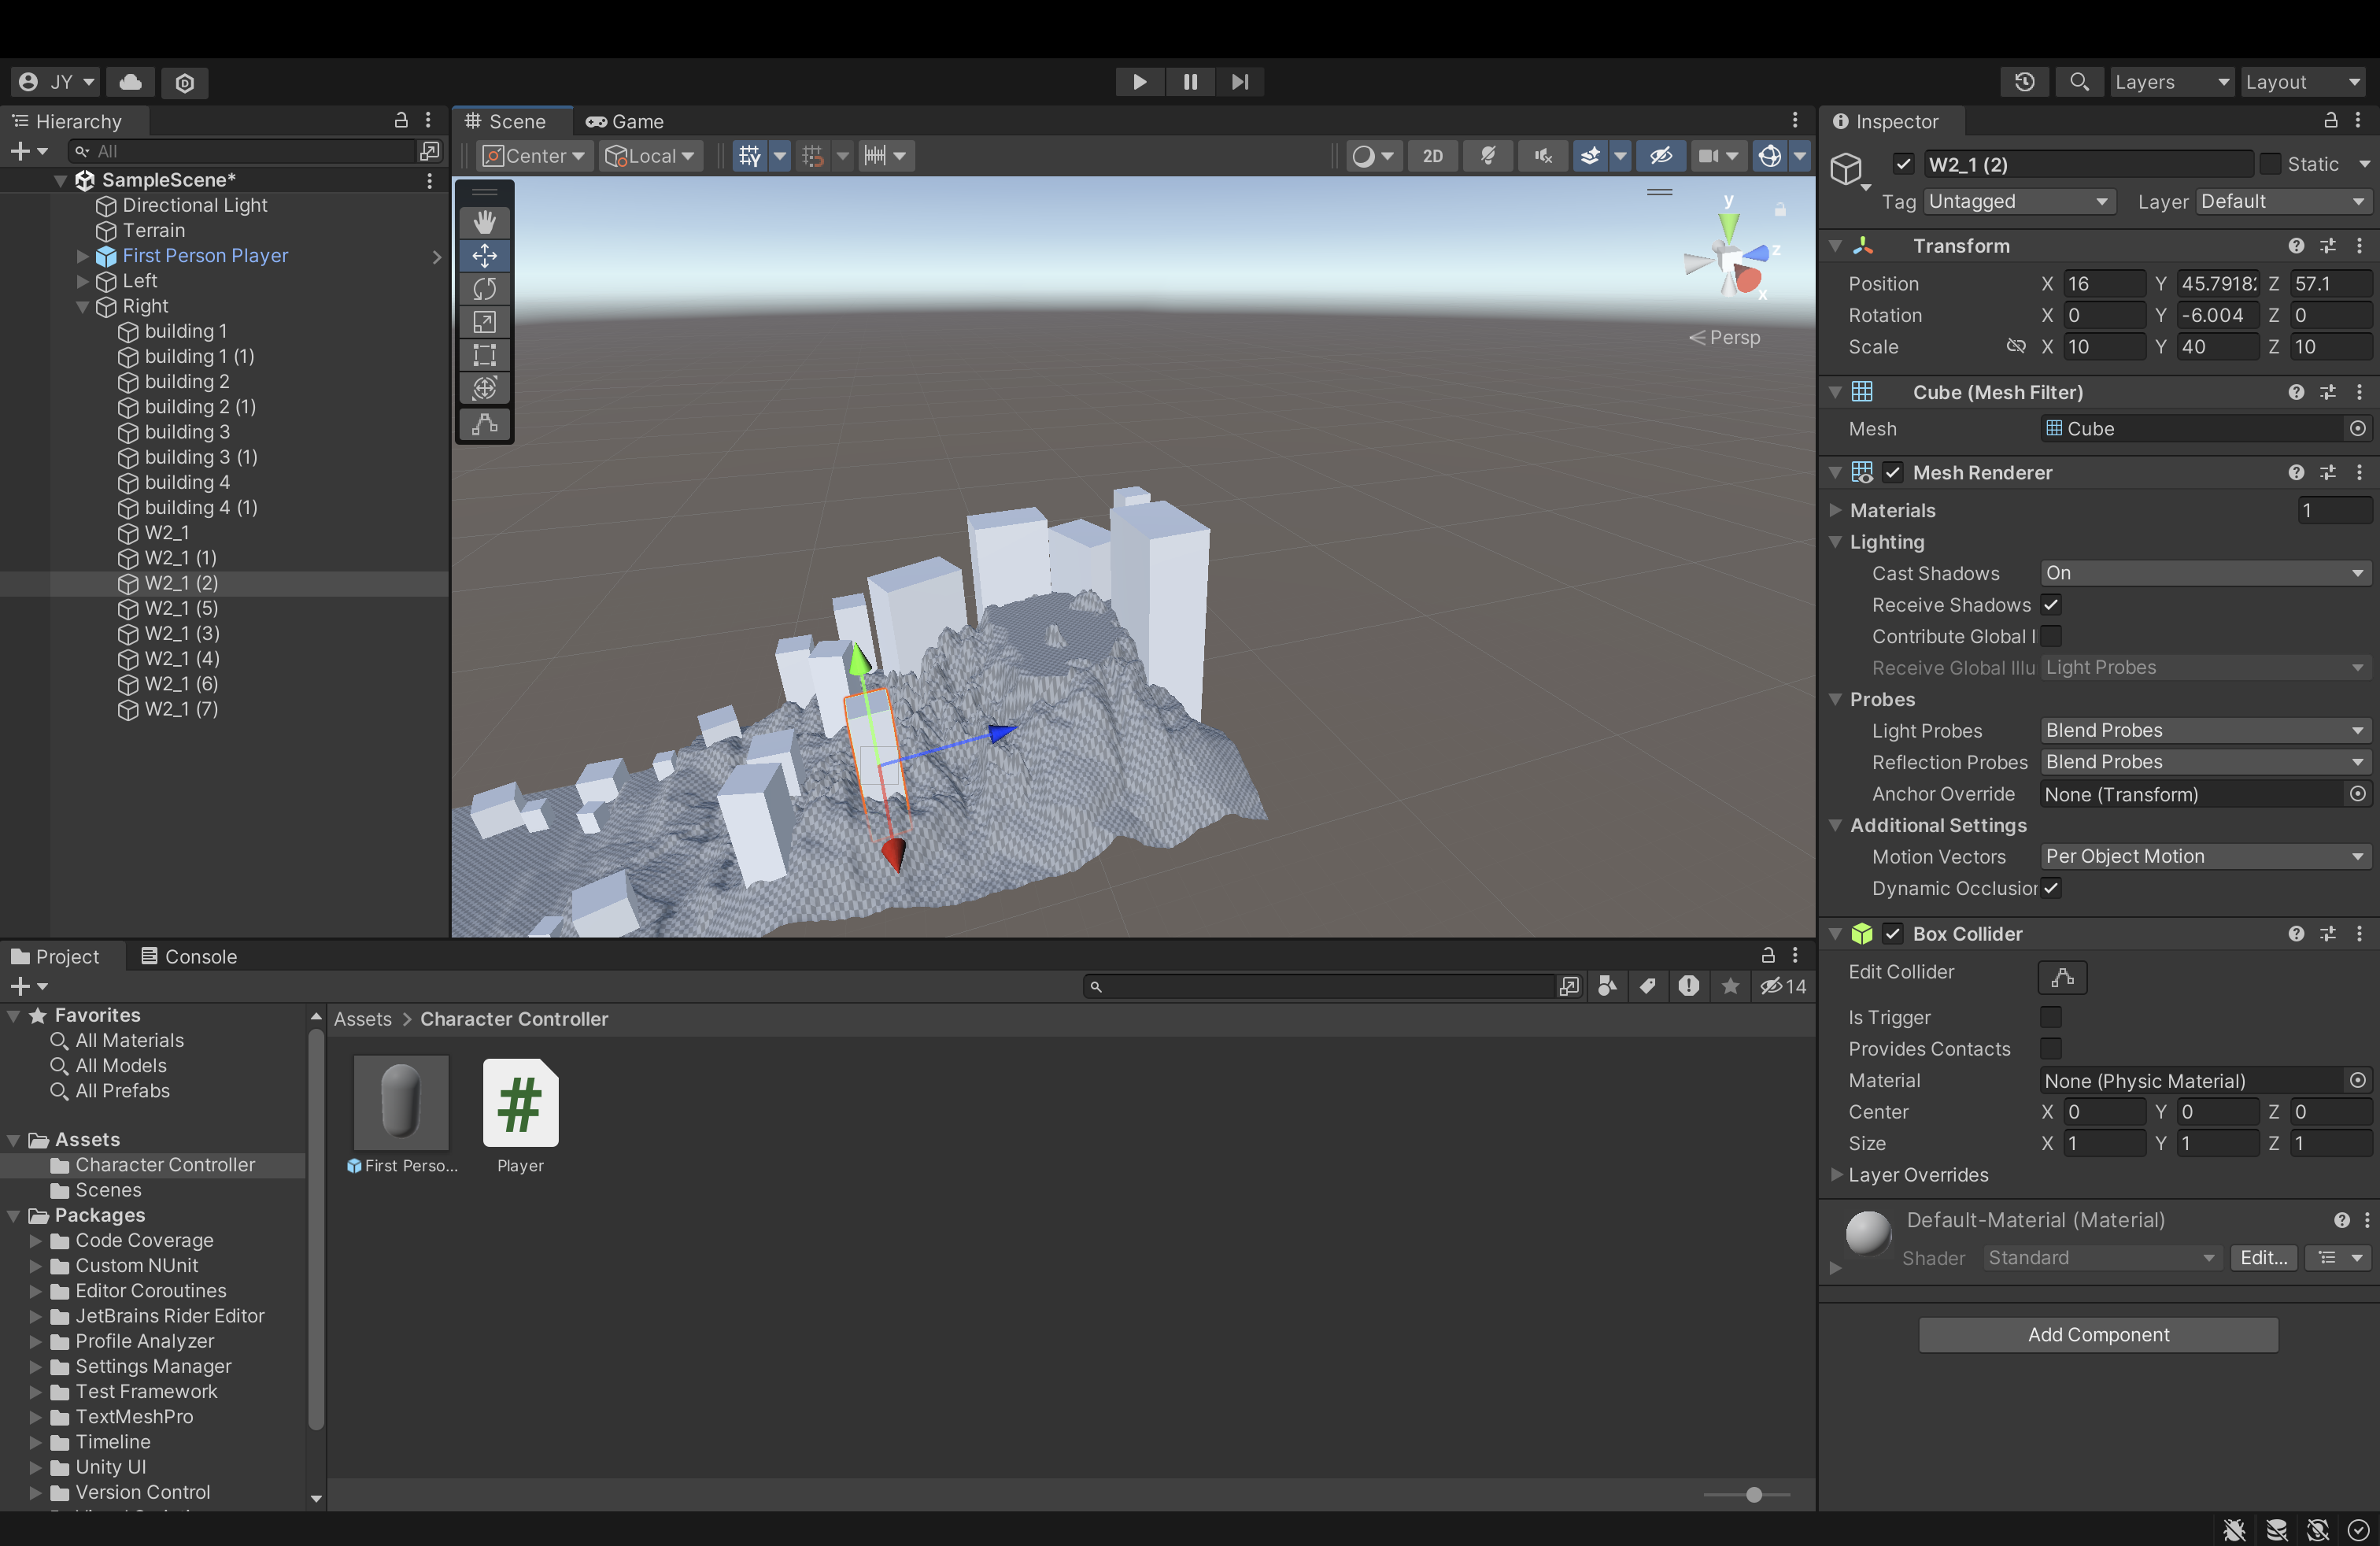 JY
Layers
Layout
Hierarchy
All
SampleScene*
Directional Light
Terrain
First Person Player
Left
Right
building 1
building 1 (1)
building 2
building 2 (1)
building 3
building 3 (1)
building 4
building 4 (1)
W2_1
W2_1 (1)
W2_1 (2)
W2_1 (5)
W2_1 (3)
W2_1 (4)
W2_1 (6)
W2_1 (7)
Scene
Game
Center
Local
2D
y
z
x
Persp
Inspector
W2_1 (2)
Static
Tag
Untagged
Layer
Default
Transform
Position X 16 Y 45.7918 Z 57.1
Rotation X 0 Y -6.004 Z 0
Scale X 10 Y 40 Z 10
Cube (Mesh Filter)
Mesh
Cube
Mesh Renderer
Materials
1
Lighting
Cast Shadows
On
Receive Shadows
Contribute Global I
Receive Global Illu
Light Probes
Probes
Light Probes
Blend Probes
Reflection Probes
Blend Probes
Anchor Override
None (Transform)
Additional Settings
Motion Vectors
Per Object Motion
Dynamic Occlusion
Box Collider
Edit Collider
Is Trigger
Provides Contacts
Material
None (Physic Material)
Center X 0 Y 0 Z 0
Size X 1 Y 1 Z 1
Layer Overrides
Default-Material (Material)
Shader
Standard
Edit...
Add Component
Project
Console
14
Favorites
All Materials
All Models
All Prefabs
Assets
Character Controller
Scenes
Packages
Code Coverage
Custom NUnit
Editor Coroutines
JetBrains Rider Editor
Profile Analyzer
Settings Manager
Test Framework
TextMeshPro
Timeline
Unity UI
Version Control
Assets > Character Controller
First Perso...
Player